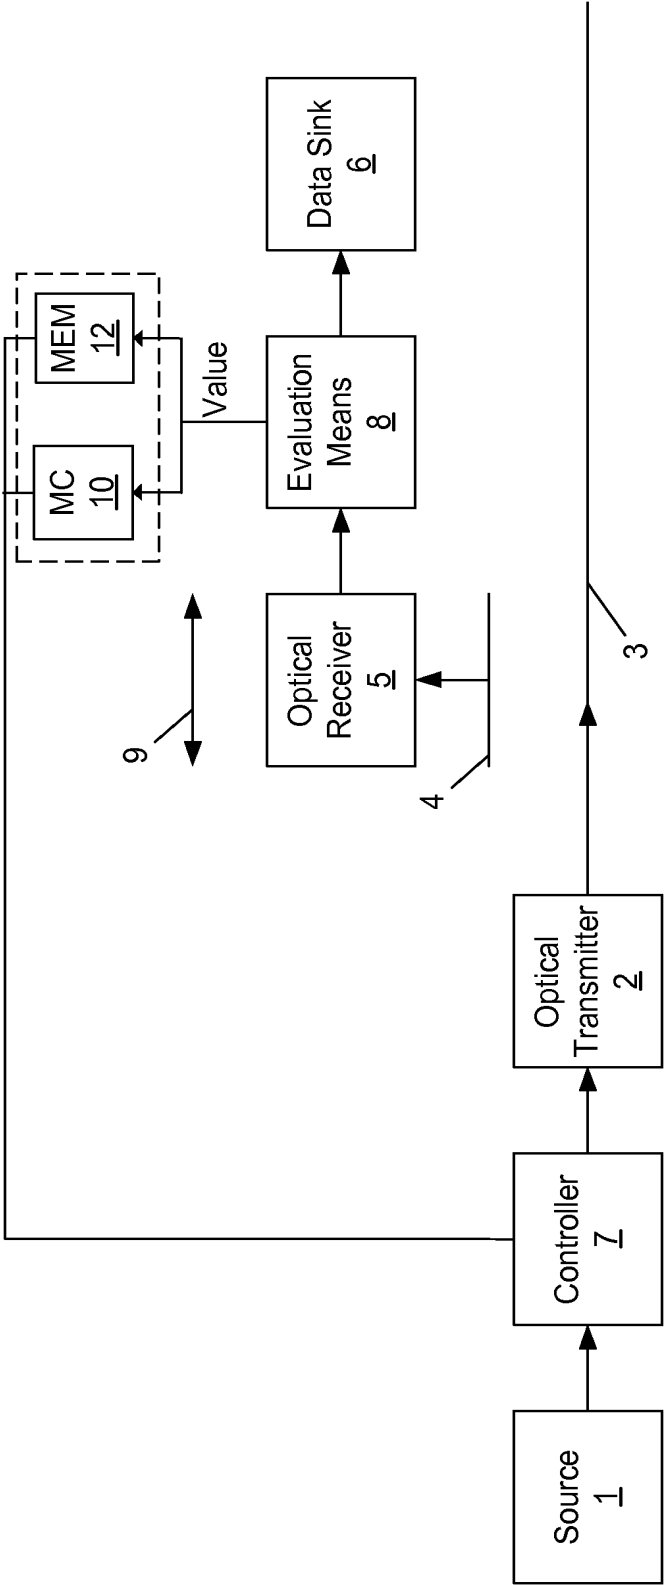 MC
10
MEM
12
Value
9
Optical
Receiver
5
Evaluation
Means
8
Data Sink
6
4
Source
1
Controller
7
Optical
Transmitter
2
3